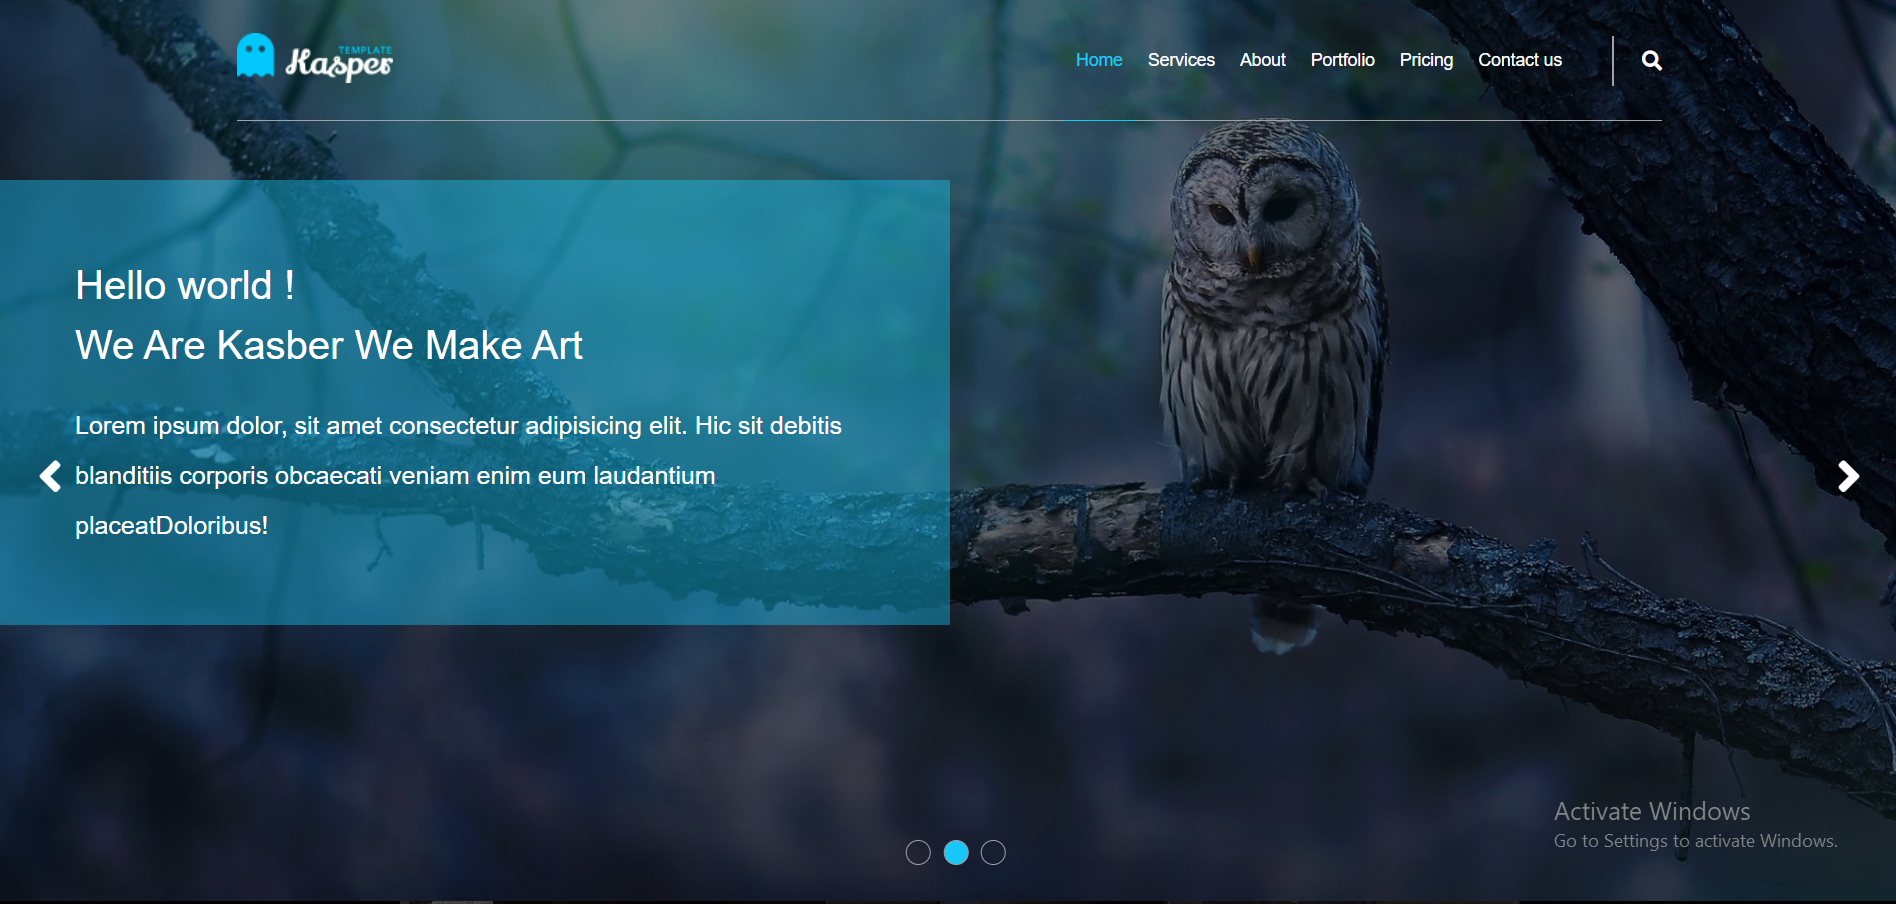 TEMPLATE
Kasper
Home Services About Portfolio Pricing Contact us
Hello world !
We Are Kasber We Make Art
Lorem ipsum dolor, sit amet consectetur adipisicing elit. Hic sit debitis
blanditiis corporis obcaecati veniam enim eum laudantium
placeatDoloribus!
Activate Windows
Go to Settings to activate Windows.